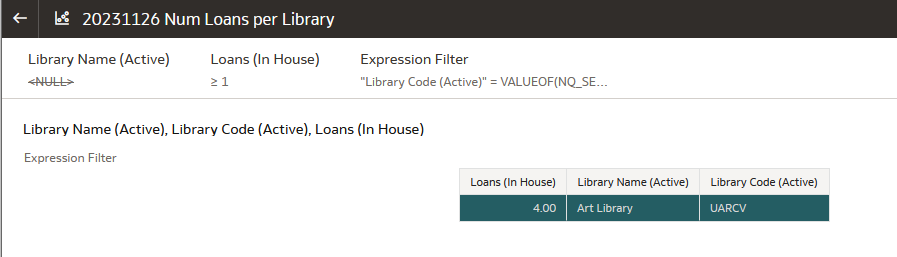 20231126 Num Loans per Library
Library Name (Active) Loans (In House) Expression Filter
<NULL> ≥ 1 "Library Code (Active)" = VALUEOF(NQ_SE...
Library Name (Active), Library Code (Active), Loans (In House)
Expression Filter
Loans (In House) Library Name (Active) Library Code (Active)
4.00 Art Library UARCV